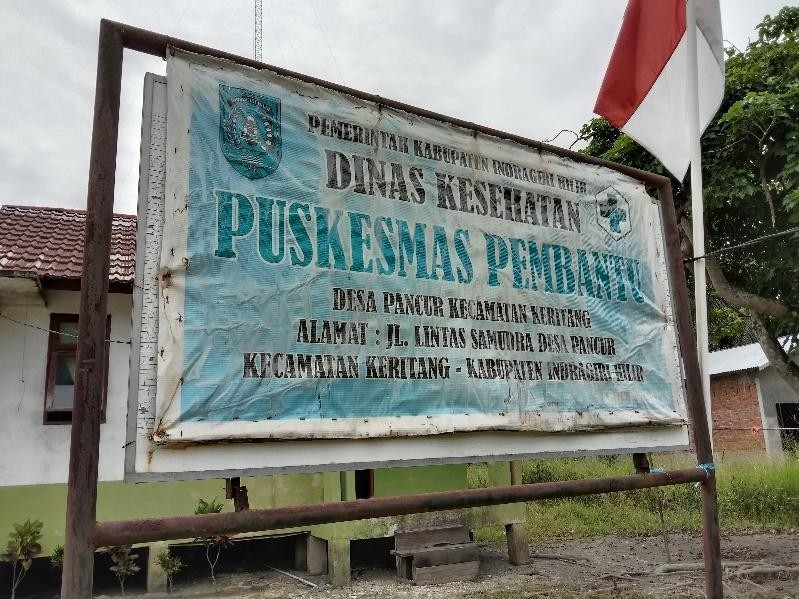 PEMERINTAH KABUPATEN INDRAGIRI HILIR
DINAS KESEHATAN
PUSKESMAS PEMBANTU
DESA PANCUR KECAMATAN KERITANG
ALAMAT : JL. LINTAS SAMUDRA DESA PANCUR
KECAMATAN KERITANG - KABUPATEN INDRAGIRI HILIR